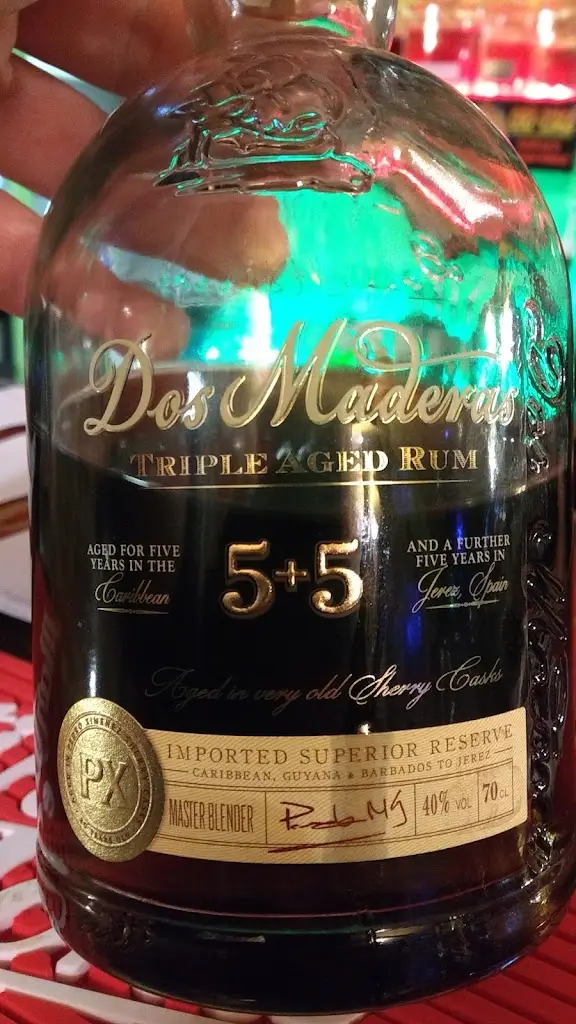 Dos Maderas
TRIPLE AGED RUM
AGED FOR FIVE
YEARS IN THE
Caribbean
5+5
AND A FURTHER
FIVE YEARS IN
Jerez, Spain
Aged in very old Sherry Casks
IMPORTED SUPERIOR RESERVE
CARIBBEAN, GUYANA & BARBADOS TO JEREZ
PX
MASTER BLENDER
40% VOL
70 CL